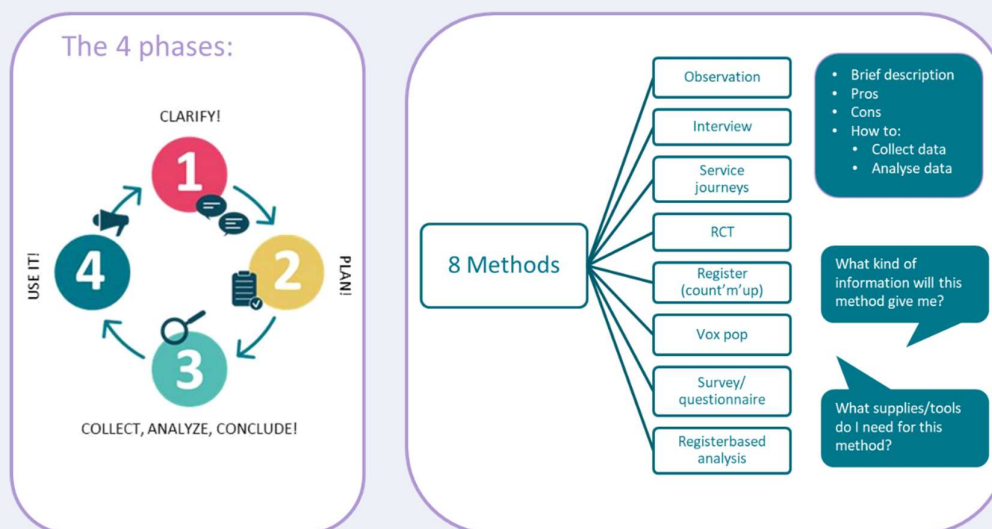 The 4 phases:
CLARIFY!
1
2
PLAN!
3
COLLECT, ANALYZE, CONCLUDE!
4
USE IT!
8 Methods
Observation
Interview
Service
journeys
RCT
Register
(count'm'up)
Vox pop
Survey/
questionnaire
Registerbased
analysis
• Brief description
• Pros
• Cons
• How to:
• Collect data
• Analyse data
What kind of
information will this
method give me?
What supplies/tools
do I need for this
method?